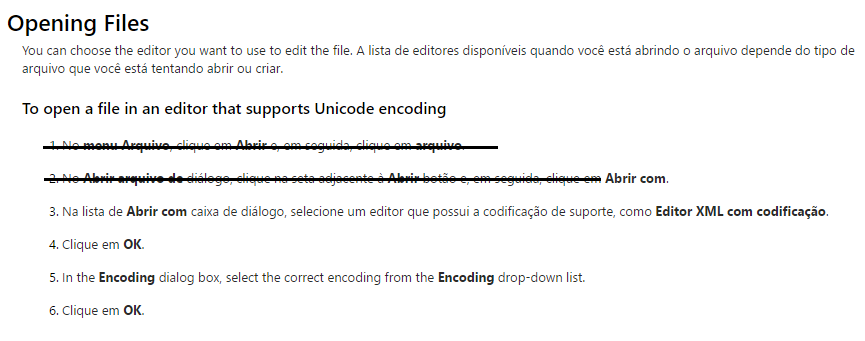 Opening Files
You can choose the editor you want to use to edit the file. A lista de editores disponíveis quando você está abrindo o arquivo depende do tipo de
arquivo que você está tentando abrir ou criar.
To open a file in an editor that supports Unicode encoding
1. No menu Arquivo, clique em Abrir e, em seguida, clique em arquivo.
2. No Abrir arquivo de diálogo, clique na seta adjacente à Abrir botão e, em seguida, clique em Abrir com.
3. Na lista de Abrir com caixa de diálogo, selecione um editor que possui a codificação de suporte, como Editor XML com codificação.
4. Clique em OK.
5. In the Encoding dialog box, select the correct encoding from the Encoding drop-down list.
6. Clique em OK.